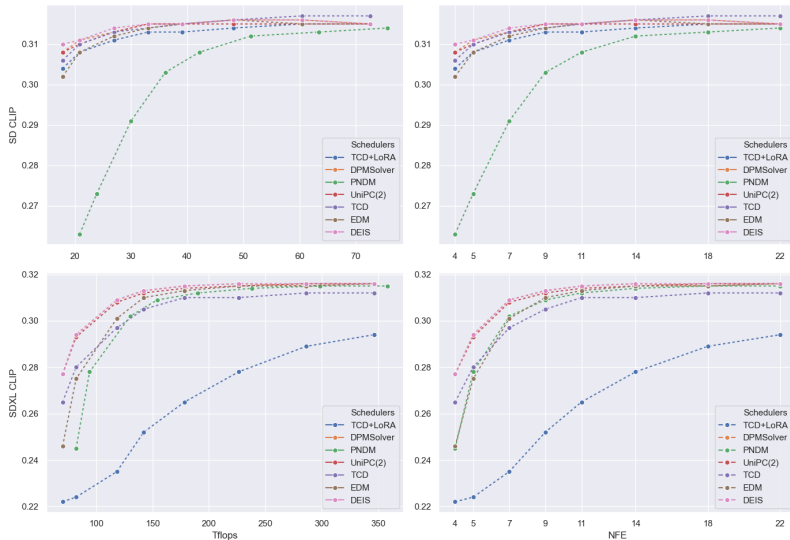 SD CLIP
0.31
0.30
0.29
0.28
0.27
20
30
40
50
60
70
Schedulers
TCD+LoRA
DPMSolver
PNDM
UniPC(2)
TCD
EDM
DEIS
0.31
0.30
0.29
0.28
0.27
4
5
7
9
11
14
18
22
Schedulers
TCD+LoRA
DPMSolver
PNDM
UniPC(2)
TCD
EDM
DEIS
SDXL CLIP
0.32
0.30
0.28
0.26
0.24
0.22
100
150
200
250
300
350
Tflops
Schedulers
TCD+LoRA
DPMSolver
PNDM
UniPC(2)
TCD
EDM
DEIS
0.32
0.30
0.28
0.26
0.24
0.22
4
5
7
9
11
14
18
22
NFE
Schedulers
TCD+LoRA
DPMSolver
PNDM
UniPC(2)
TCD
EDM
DEIS